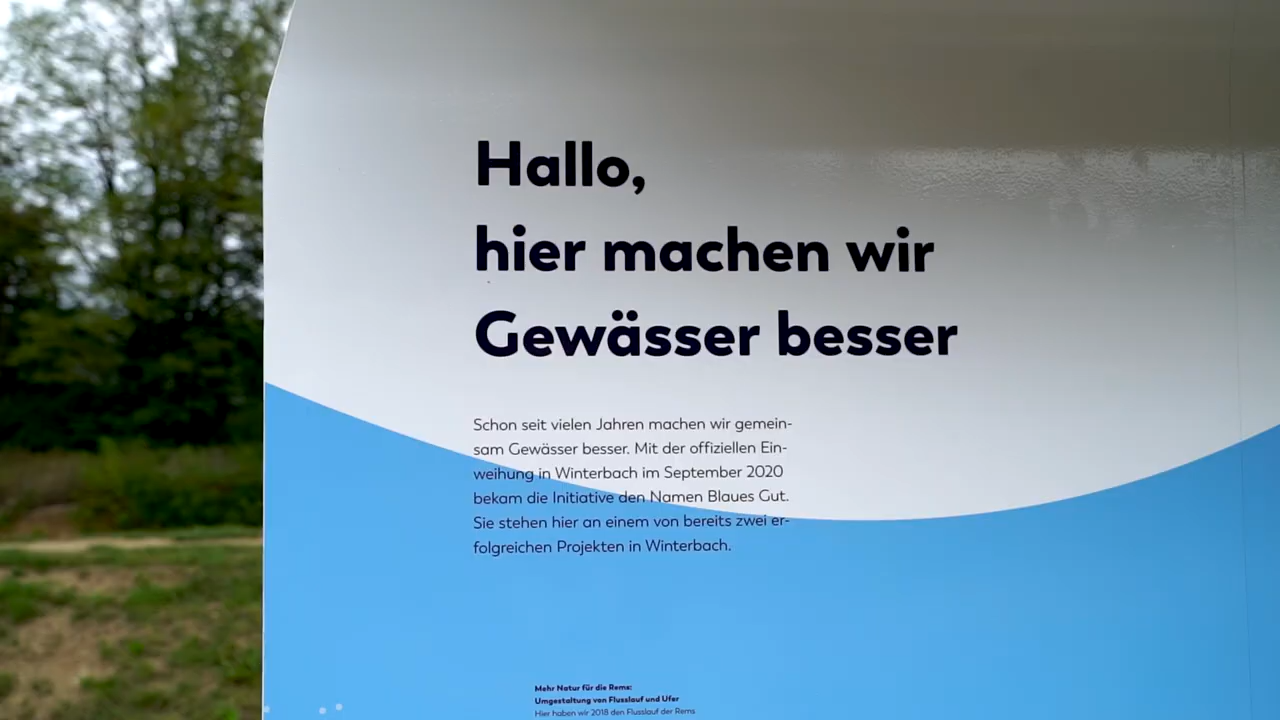 Hallo,
hier machen wir
Gewässer besser
Schon seit vielen Jahren machen wir gemein-
sam Gewässer besser. Mit der offiziellen Ein-
weihung in Winterbach im September 2020
bekam die Initiative den Namen Blaues Gut.
Sie stehen hier an einem von bereits zwei er-
folgreichen Projekten in Winterbach.
Mehr Natur für die Rems:
Umgestaltung von Flusslauf und Ufer
Hier haben wir 2018 den Flusslauf der Rems